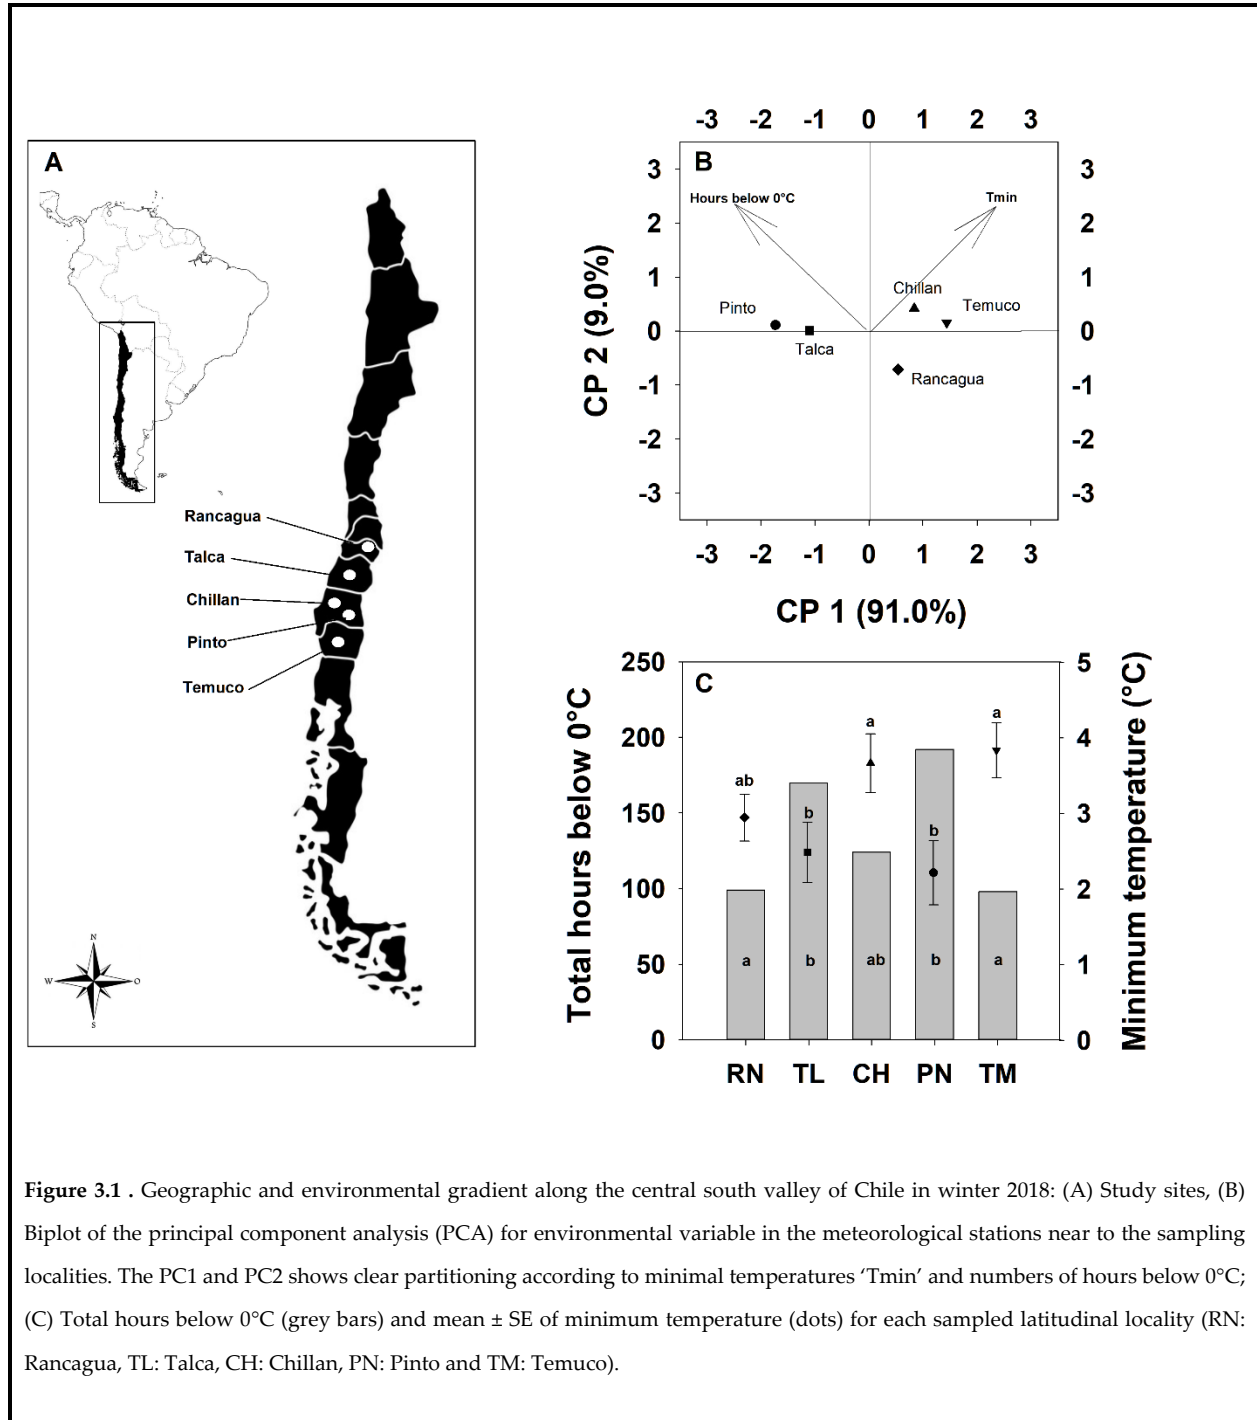 A
Rancagua
Talca
Chillan
Pinto
Temuco
N
W
O
S
-3 -2 -1 0 1 2 3
B
3
2
1
0
-1
-2
-3
3
2
1
0
-1
-2
-3
Hours below 0°C
Tmin
Chillan
Pinto
Temuco
Talca
Rancagua
CP 2 (9.0%)
-3 -2 -1 0 1 2 3
CP 1 (91.0%)
C
250
200
150
100
50
0
5
4
3
2
1
0
Total hours below 0°C
Minimum temperature (°C)
ab
b
a
b
a
a
b
ab
b
a
RN TL CH PN TM
Figure 3.1 . Geographic and environmental gradient along the central south valley of Chile in winter 2018: (A) Study sites, (B)
Biplot of the principal component analysis (PCA) for environmental variable in the meteorological stations near to the sampling
localities. The PC1 and PC2 shows clear partitioning according to minimal temperatures ‘Tmin’ and numbers of hours below 0°C;
(C) Total hours below 0°C (grey bars) and mean ± SE of minimum temperature (dots) for each sampled latitudinal locality (RN:
Rancagua, TL: Talca, CH: Chillan, PN: Pinto and TM: Temuco).